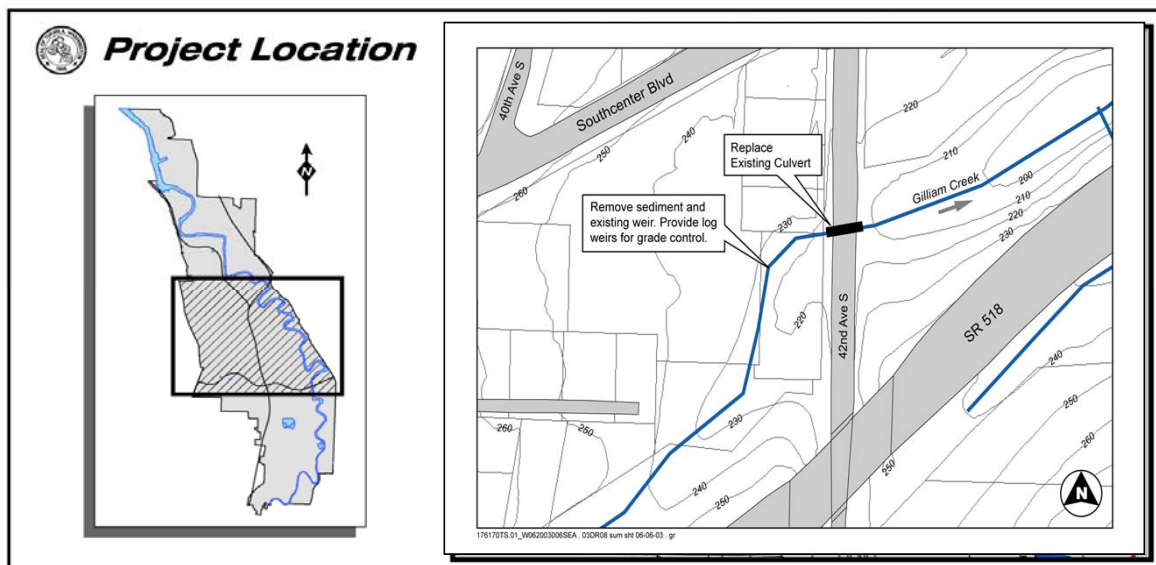 Project Location
N
40th Ave S
Southcenter Blvd
220
240
250
260
210
Replace
Existing Culvert
Gilliam Creek
200
210
220
230
Remove sediment and
existing weir. Provide log
weirs for grade control.
230
220
42nd Ave S
SR 518
240
250
260
230
260
250
240
250
250
N
176170TS.01_W062003006SEA . 03DR08 sum sht 06-06-03 . gr